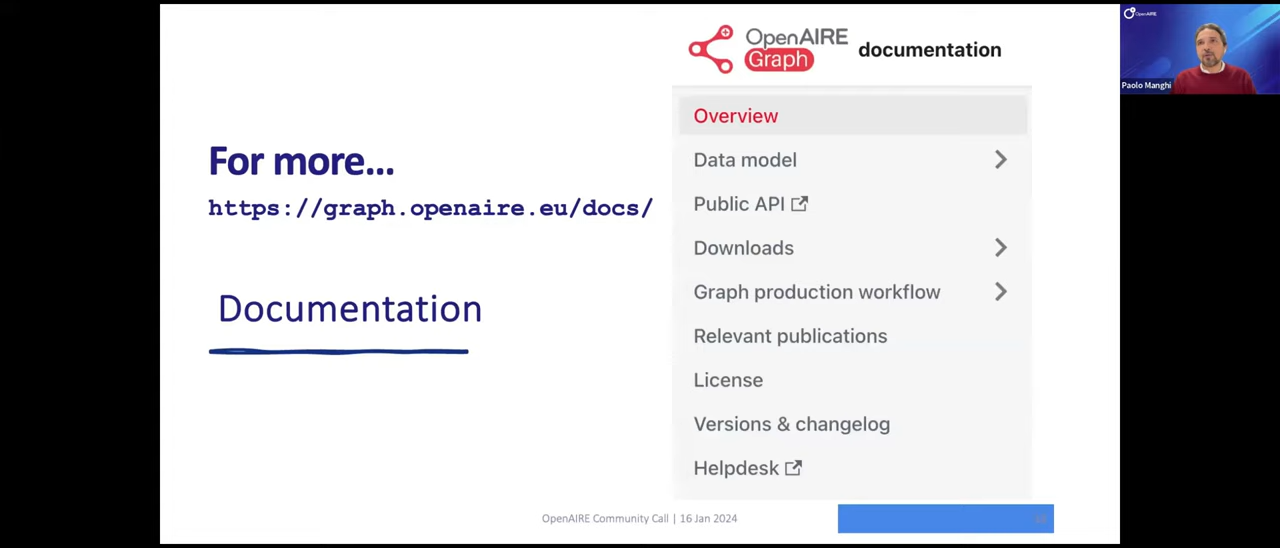 For more...
https://graph.openaire.eu/docs/
Documentation
OpenAIRE
Graph
documentation
Overview
Data model
Public API
Downloads
Graph production workflow
Relevant publications
License
Versions & changelog
Helpdesk
OpenAIRE Community Call | 16 Jan 2024
OpenAIRE
Paolo Manghi